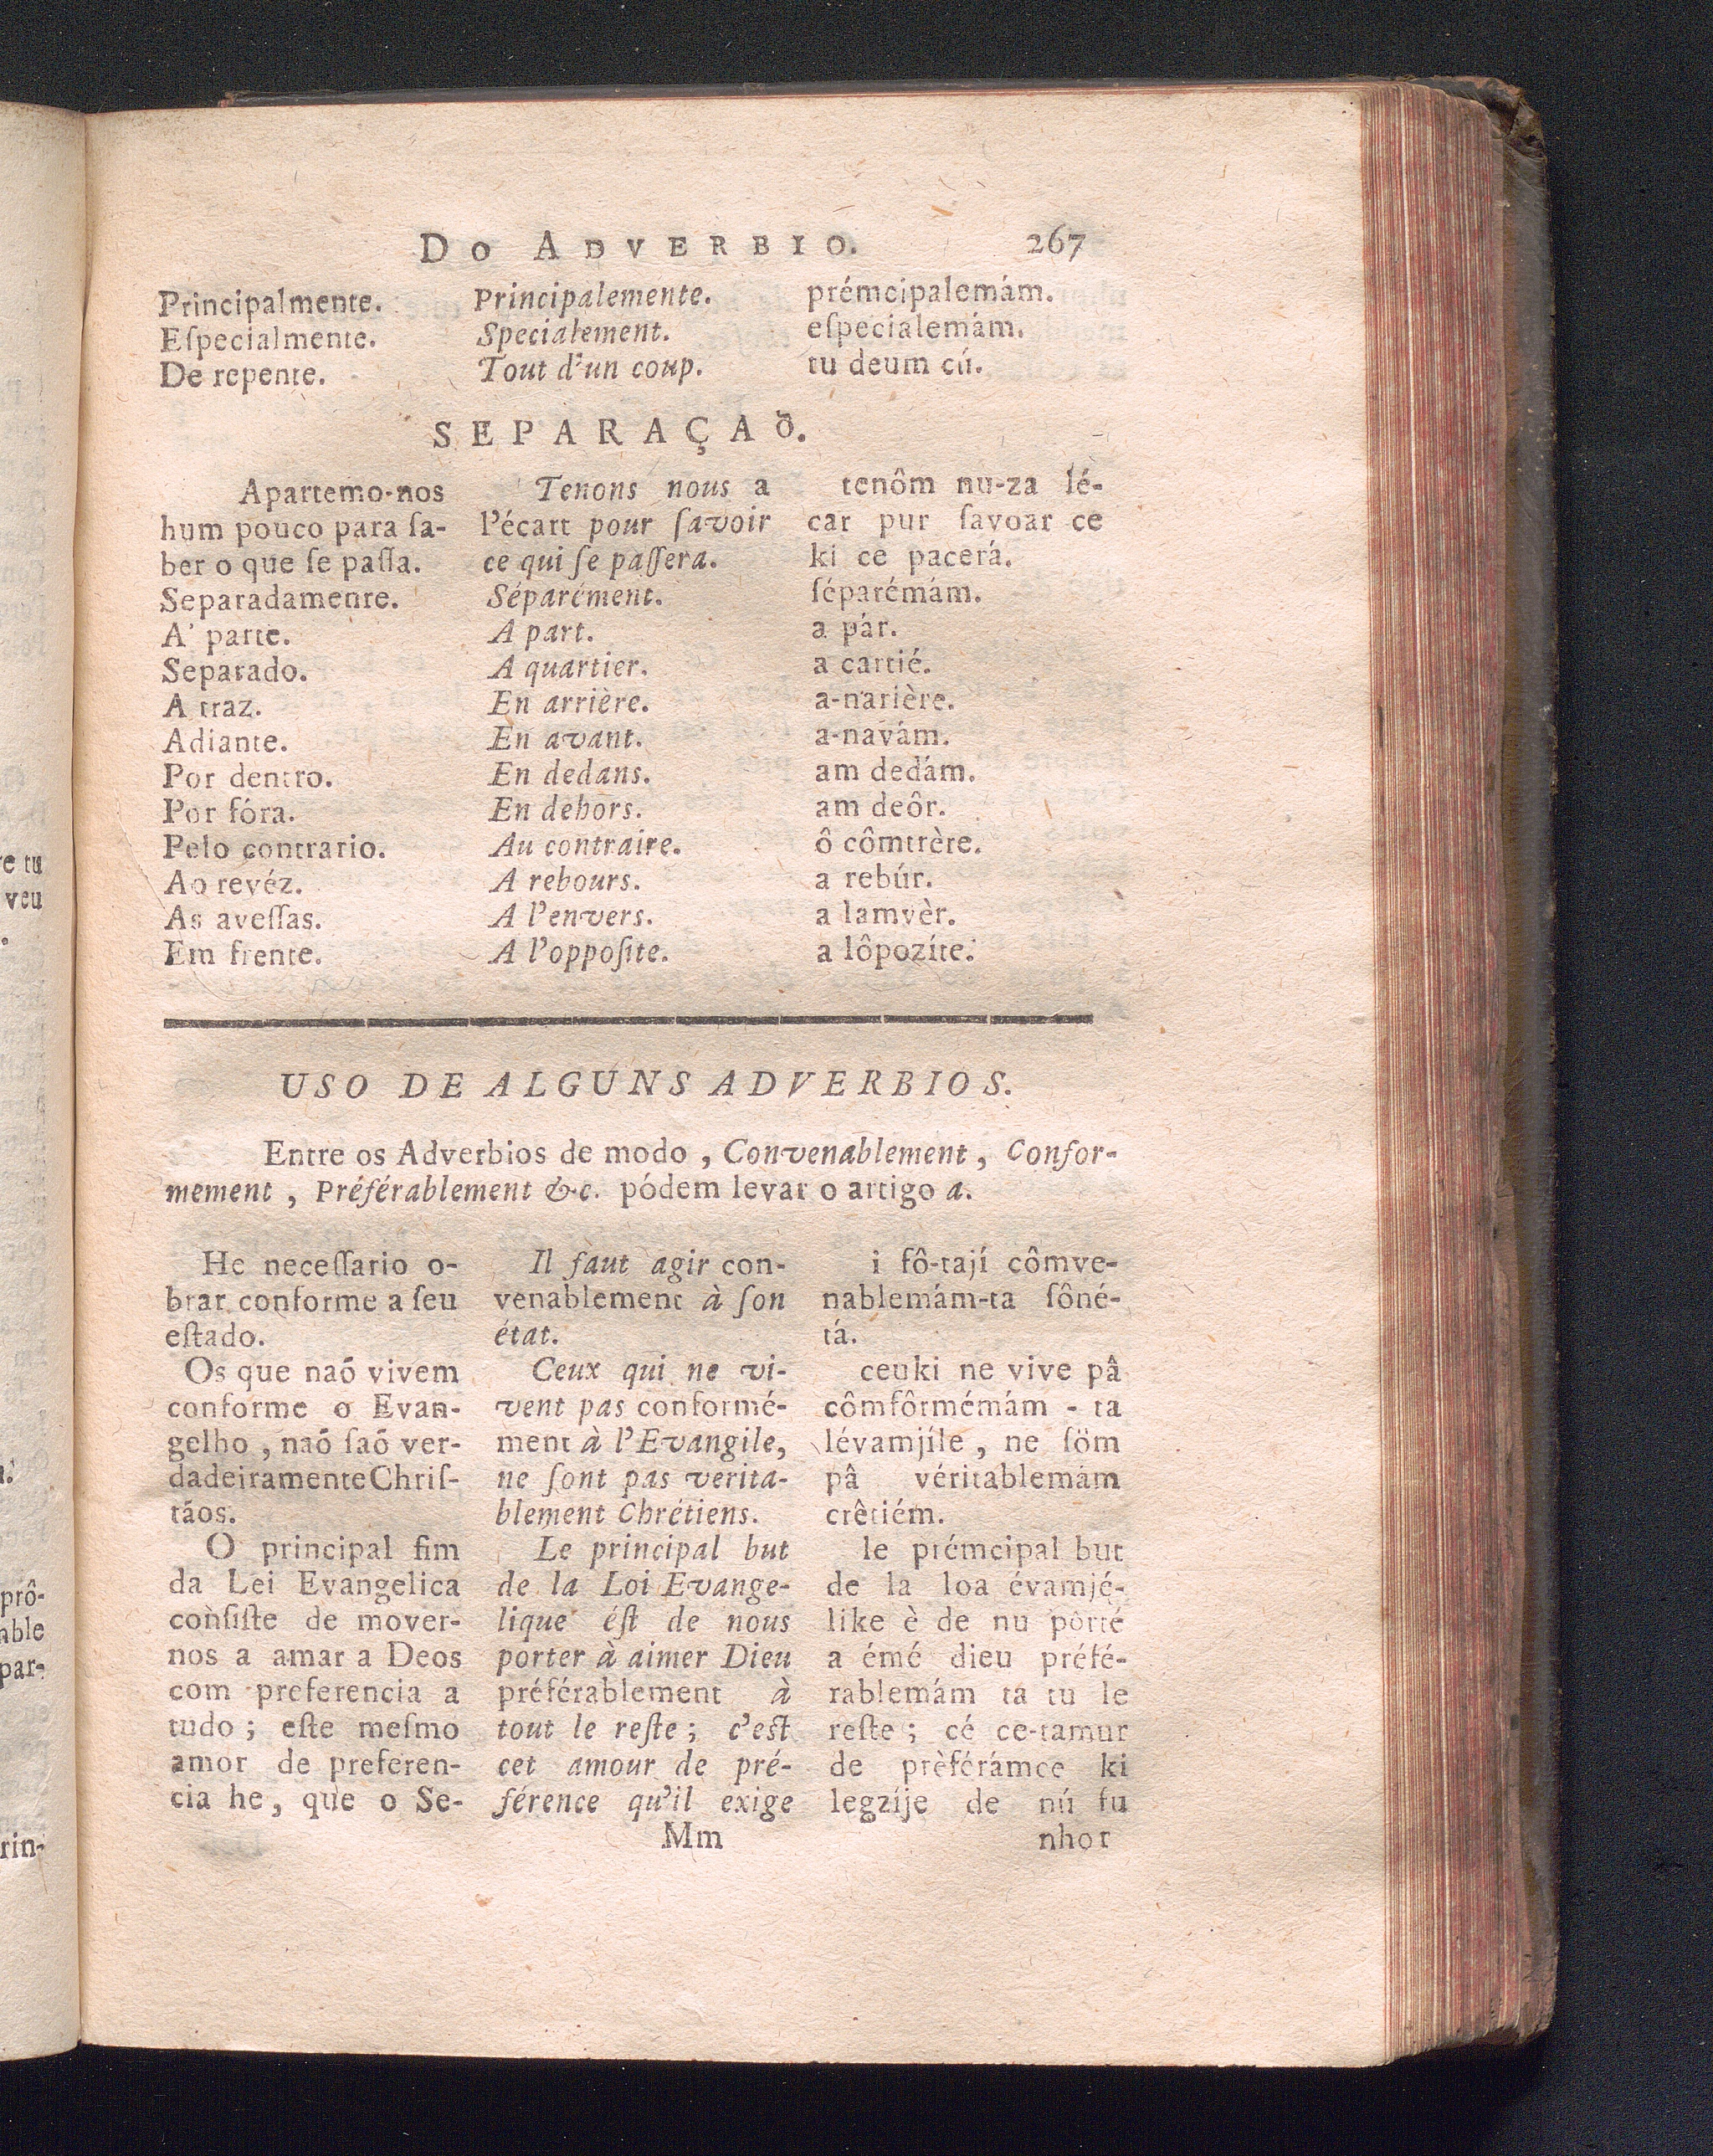 DO ADVERBIO. 267
Principalmente. Principalemente. prémcipalemám.
Eſpecialmente. Specialement. eſpecialemám.
De repente. Tout d'un coup. tu deum cú.
SEPARAÇAÕ.
Apartemo-nos Tenons nous a tenôm nu-za lé-
hum pouco para ſa- l'écart pour ſavoir car pur ſavoar ce
ber o que ſe paſſa. ce qui ſe paſſera. ki ce pacerá.
Separadamente. Séparément. ſéparémám.
A' parte. A part. a pár.
Separado. A quartier. a cartié.
A traz. En arrière. a-narière.
Adiante. En avant. a-navám.
Por dentro. En dedans. am dedám.
Por fóra. En dehors. am deôr.
Pelo contrario. Au contraire. ô cômtrère.
Ao revéz. A rebours. a rebúr.
As aveſſas. A l'envers. a lamvèr.
Em frente. A l'oppoſite. a lôpozíte.
USO DE ALGUNS ADVERBIOS.
Entre os Adverbios de modo, Convenablement, Confor-
mement, Préférablement &c. pódem levar o artigo a.
He neceſſario o- Il faut agir con- i fô-tají cômve-
brar conforme a ſeu venablement à ſon nablemám-ta ſôné-
eſtado. état. tá.
Os que naõ vivem Ceux qui ne vi- ceuki ne vive pâ
conforme o Evan- vent pas conformé- cômfôrmémám - ta
gelho, naõ ſaõ ver- ment à l'Evangile, lévamjíle, ne ſöm
dadeiramente Chriſ- ne ſont pas verita- pâ véritablemám
táos. blement Chrétiens. crêtiém.
O principal fim Le principal but le prémcipal but
da Lei Evangelica de la Loi Evange- de la loa évamjé-
conſiſte de mover- lique éſt de nous like è de nu pôrté
nos a amar a Deos porter à aimer Dieu a émé dieu préfé-
com preferencia a préférablement à rablemám ta tu le
tudo; eſte meſmo tout le reſte; c'eſt reſte; cé ce-tamur
amor de preferen- cet amour de pré- de prèférámce ki
cia he, que o Se- férence qu'il exige legzíje de nú fu
Mm nhor
e tu
veu
prô-
able
par-
rin-